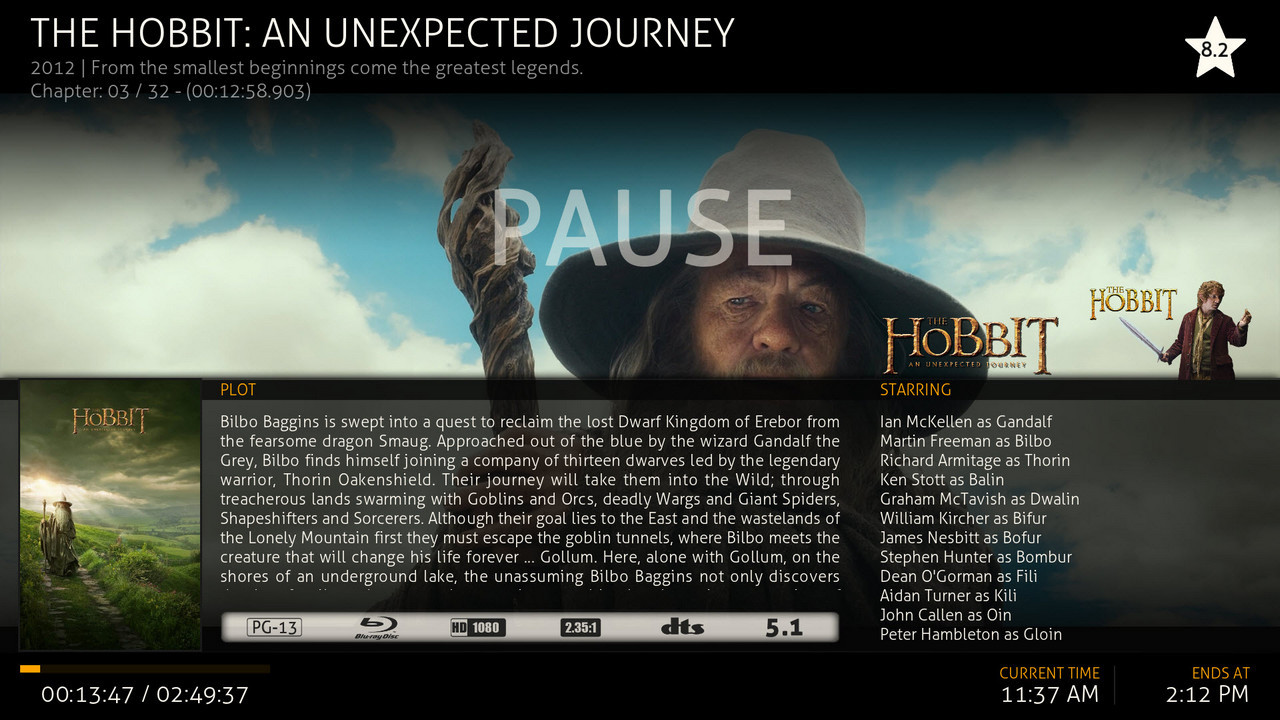 THE HOBBIT: AN UNEXPECTED JOURNEY
8.2
2012 | From the smallest beginnings come the greatest legends.
Chapter: 03 / 32 - (00:12:58.903)
PAUSE
THE
HOBBIT
THE
HOBBIT
AN UNEXPECTED JOURNEY
THE
HOBBIT
AN UNEXPECTED JOURNEY
PLOT
Bilbo Baggins is swept into a quest to reclaim the lost Dwarf Kingdom of Erebor from
the fearsome dragon Smaug. Approached out of the blue by the wizard Gandalf the
Grey, Bilbo finds himself joining a company of thirteen dwarves led by the legendary
warrior, Thorin Oakenshield. Their journey will take them into the Wild; through
treacherous lands swarming with Goblins and Orcs, deadly Wargs and Giant Spiders,
Shapeshifters and Sorcerers. Although their goal lies to the East and the wastelands of
the Lonely Mountain first they must escape the goblin tunnels, where Bilbo meets the
creature that will change his life forever ... Gollum. Here, alone with Gollum, on the
shores of an underground lake, the unassuming Bilbo Baggins not only discovers
STARRING
Ian McKellen as Gandalf
Martin Freeman as Bilbo
Richard Armitage as Thorin
Ken Stott as Balin
Graham McTavish as Dwalin
William Kircher as Bifur
James Nesbitt as Bofur
Stephen Hunter as Bombur
Dean O'Gorman as Fili
Aidan Turner as Kili
John Callen as Oin
Peter Hambleton as Gloin
PG-13 Blu-ray Disc HD 1080 2.35:1 dts 5.1
00:13:47 / 02:49:37
CURRENT TIME
11:37 AM
ENDS AT
2:12 PM